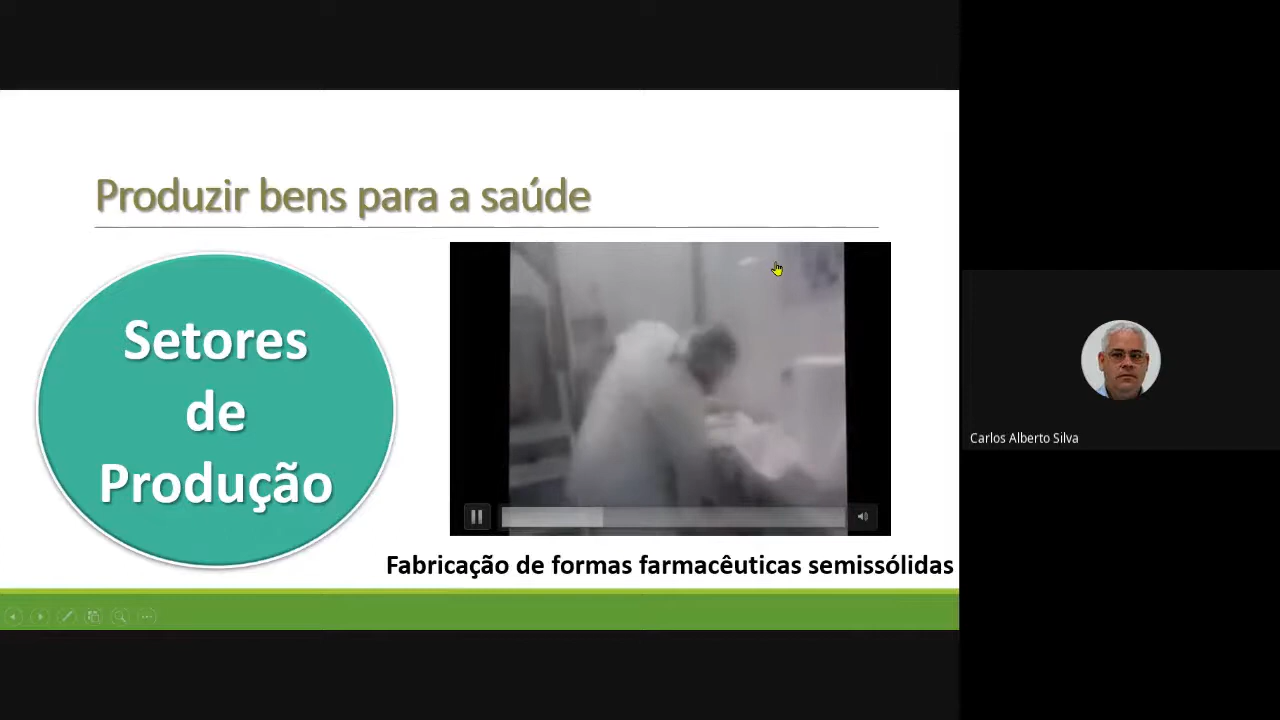 Produzir bens para a saúde
Setores
de
Produção
Fabricação de formas farmacêuticas semissólidas
Carlos Alberto Silva